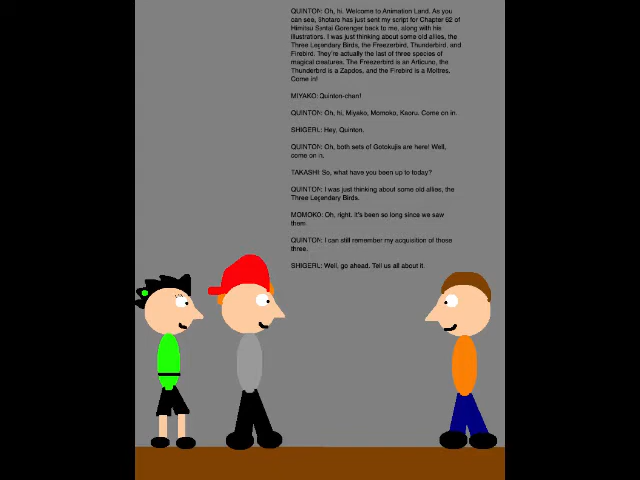 QUINTON: Oh, hi. Welcome to Animation Land. As you
can see, Shotaro has just sent my script for Chapter 62 of
Himitsu Sentai Gorenger back to me, along with his
illustrations. I was just thinking about some old allies, the
Three Legendary Birds, the Freezerbird, Thunderbird, and
Firebird. They're actually the last of three species of
magical creatures. The Freezerbird is an Articuno, the
Thunderbird is a Zapdos, and the Firebird is a Moltres.
Come in!
MIYAKO: Quinton-chan!
QUINTON: Oh, hi, Miyako, Momoko, Kaoru. Come on in.
SHIGERL: Hey, Quinton.
QUINTON: Oh, both sets of Gotokujis are here! Well,
come on in.
TAKASHI: So, what have you been up to today?
QUINTON: I was just thinking about some old allies, the
Three Legendary Birds.
MOMOKO: Oh, right. It's been so long since we saw
them.
QUINTON: I can still remember my acquisition of those
three.
SHIGERL: Well, go ahead. Tell us all about it.